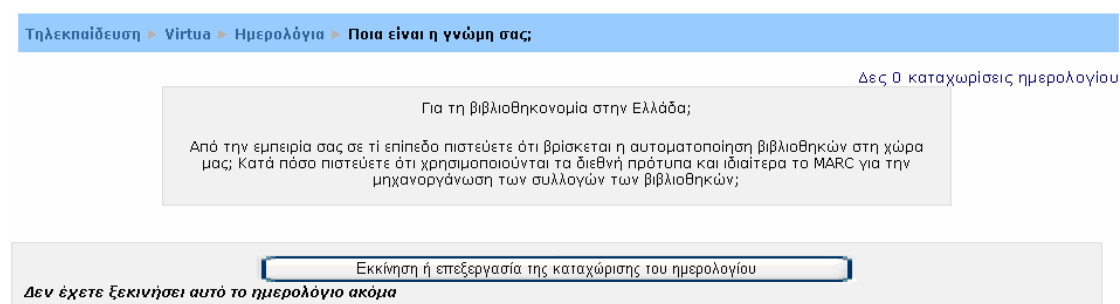 Τηλεκπαίδευση ► Virtua ► Ημερολόγια ► Ποια είναι η γνώμη σας;
Δες 0 καταχωρίσεις ημερολογίου
Για τη βιβλιοθηκονομία στην Ελλάδα;
Από την εμπειρία σας σε τί επίπεδο πιστεύετε ότι βρίσκεται η αυτοματοποίηση βιβλιοθηκών στη χώρα
μας; Κατά πόσο πιστεύετε ότι χρησιμοποιούνται τα διεθνή πρότυπα και ιδιαίτερα το MARC για την
μηχανοργάνωση των συλλογών των βιβλιοθηκών;
Εκκίνηση ή επεξεργασία της καταχώρισης του ημερολογίου
Δεν έχετε ξεκινήσει αυτό το ημερολόγιο ακόμα